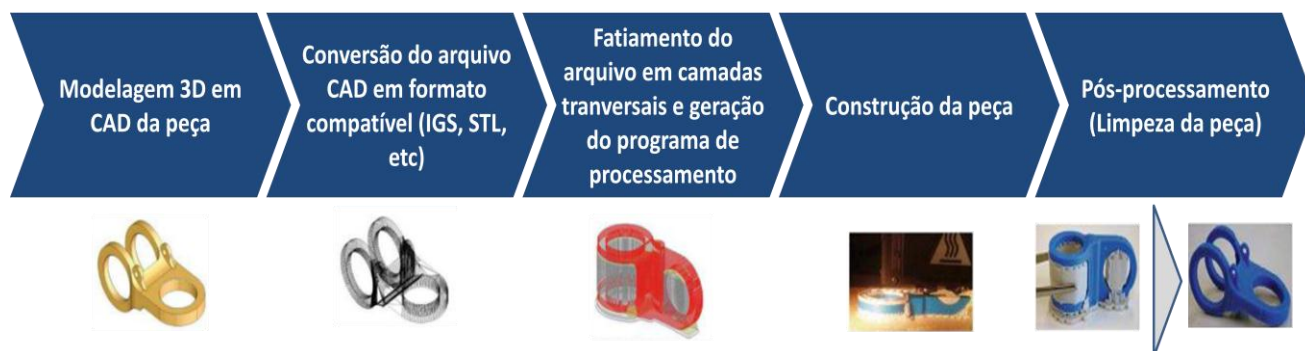 Modelagem 3D em
CAD da peça
Conversão do arquivo
CAD em formato
compatível (IGS, STL,
etc)
Fatiamento do
arquivo em camadas
tranversais e geração
do programa de
processamento
Construção da peça
Pós-processamento
(Limpeza da peça)